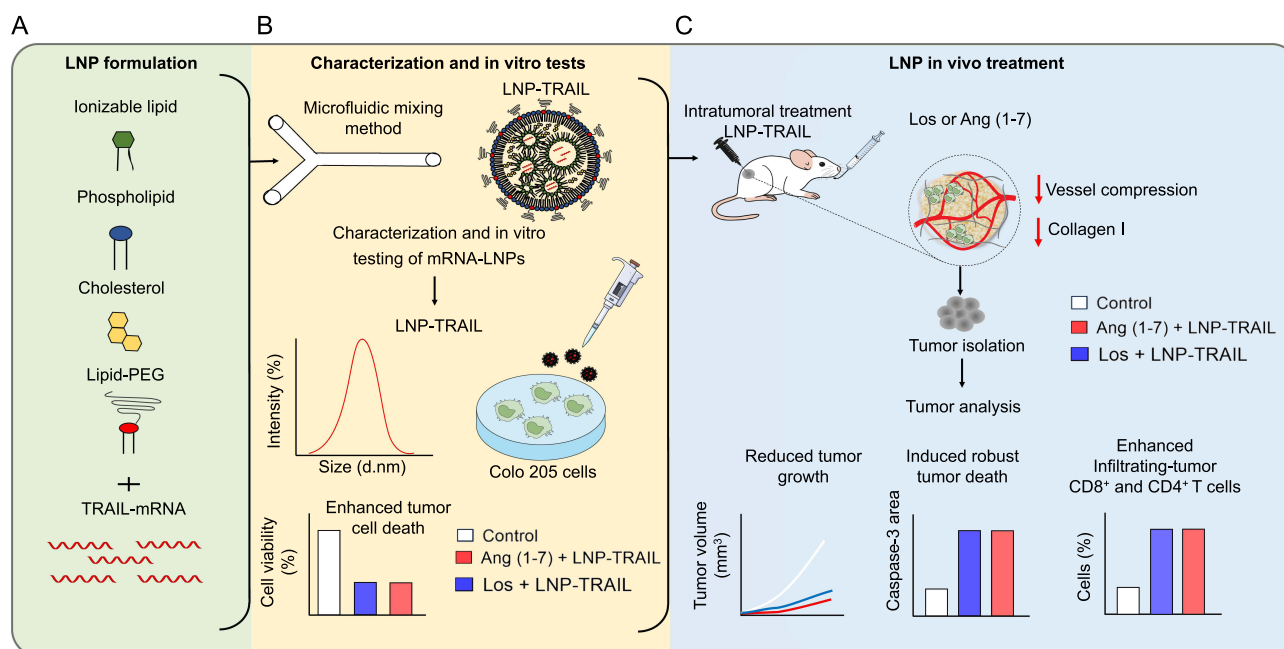 A
LNP formulation
Ionizable lipid
Phospholipid
Cholesterol
Lipid-PEG
+
TRAIL-mRNA
B
Characterization and in vitro tests
Microfluidic mixing
method
LNP-TRAIL
Characterization and in vitro
testing of mRNA-LNPs
LNP-TRAIL
Intensity (%)
Size (d.nm)
Colo 205 cells
Cell viability
(%)
Enhanced tumor
cell death
Control
Ang (1-7) + LNP-TRAIL
Los + LNP-TRAIL
C
LNP in vivo treatment
Intratumoral treatment
LNP-TRAIL
Los or Ang (1-7)
Vessel compression
Collagen I
Tumor isolation
Tumor analysis
Control
Ang (1-7) + LNP-TRAIL
Los + LNP-TRAIL
Reduced tumor
growth
Tumor volume
(mm³)
Induced robust
tumor death
Caspase-3 area
Enhanced
Infiltrating-tumor
CD8⁺ and CD4⁺ T cells
Cells (%)